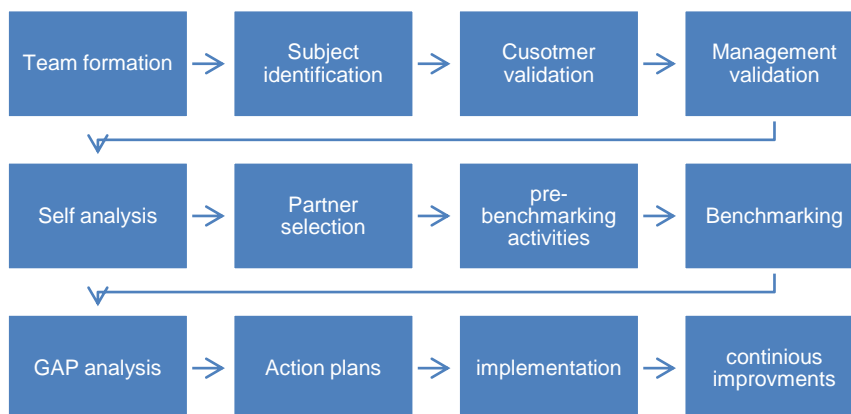 Team formation
Subject
identification
Cusotmer
validation
Management
validation
Self analysis
Partner
selection
pre-
benchmarking
activities
Benchmarking
GAP analysis
Action plans
implementation
continious
improvments